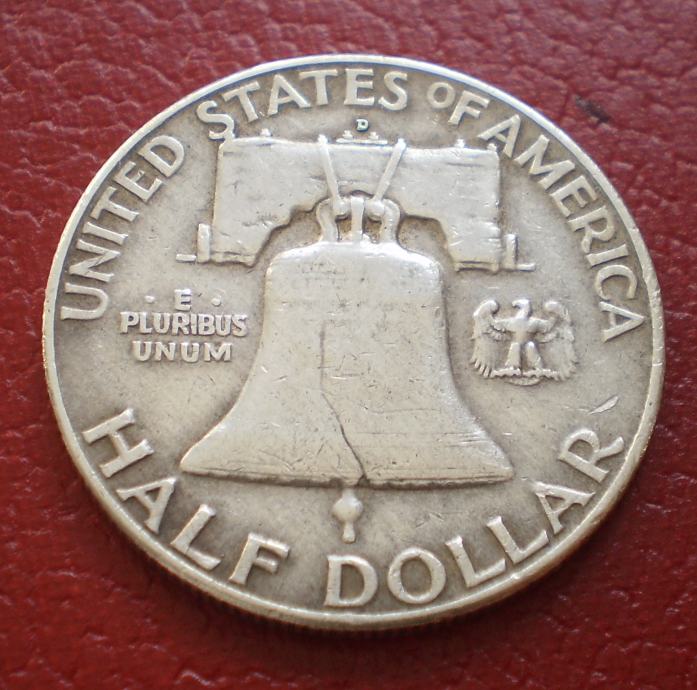 UNITED STATES OF AMERICA
D
· E ·
PLURIBUS
UNUM
HALF DOLLAR